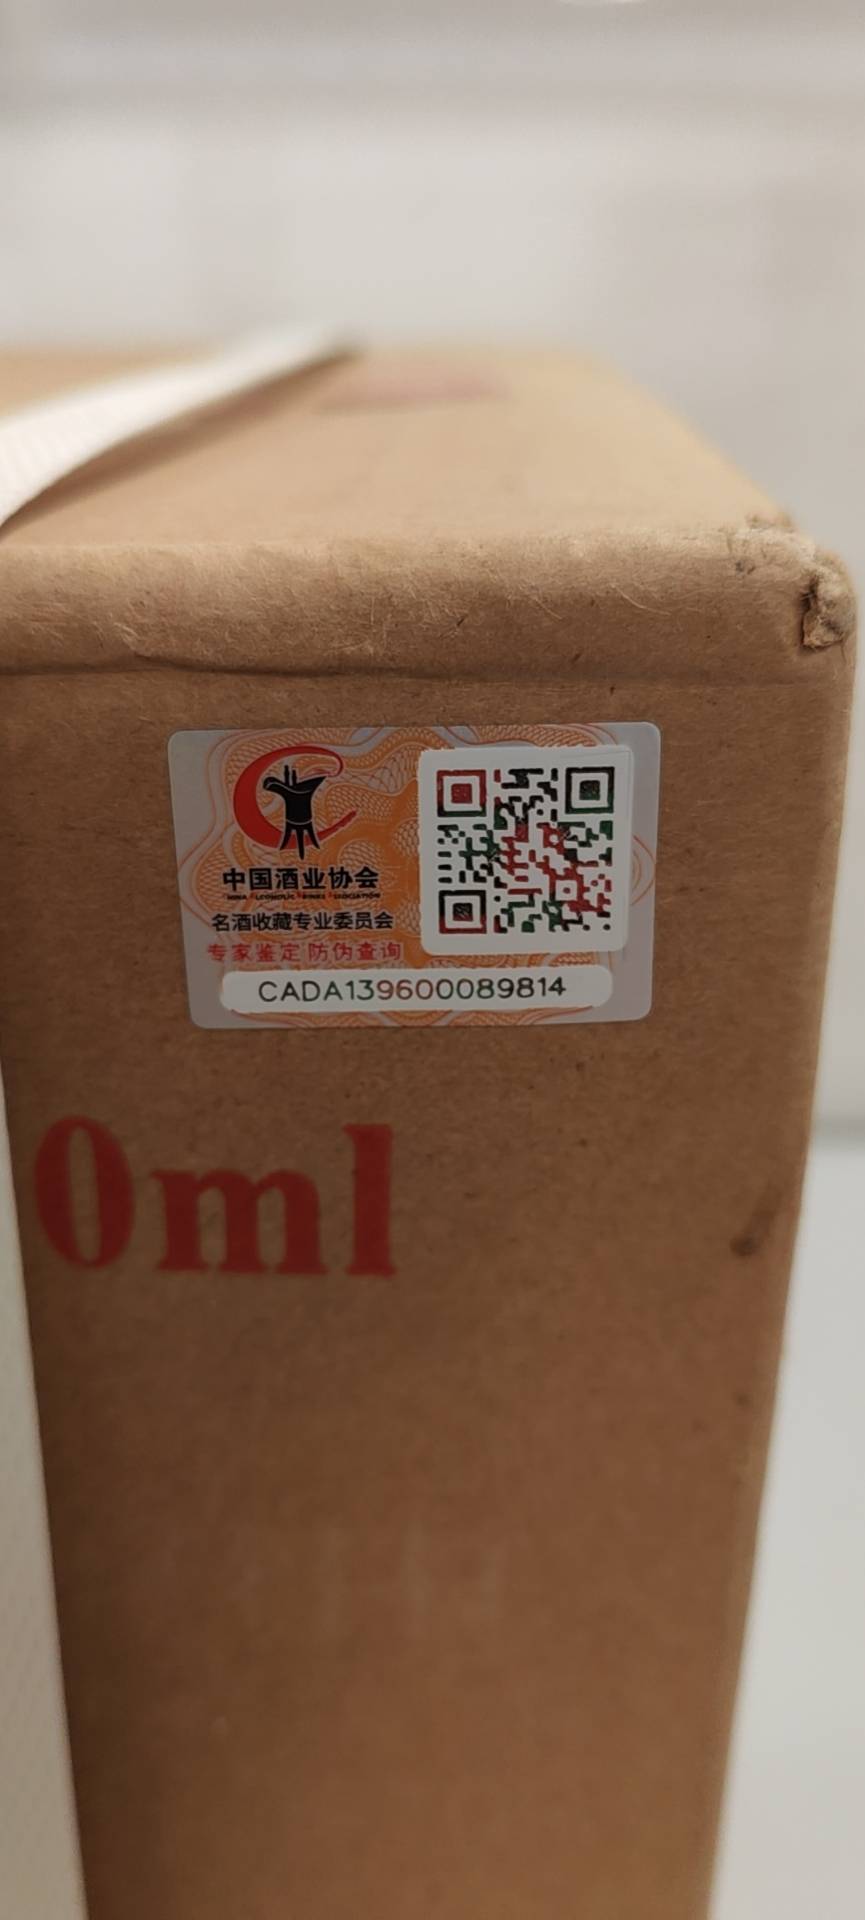 中国酒业协会
名酒收藏专业委员会
专家鉴定 防伪查询
CADA139600089814
0ml